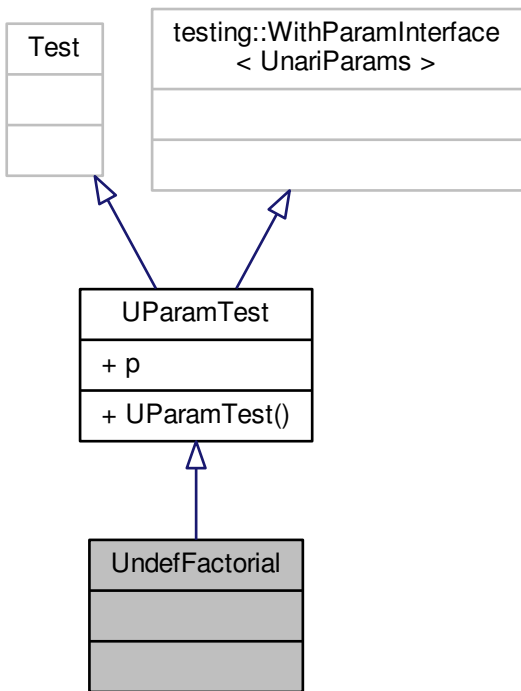 Test
testing::WithParamInterface
< UnariParams >
UParamTest
+ p
+ UParamTest()
UndefFactorial